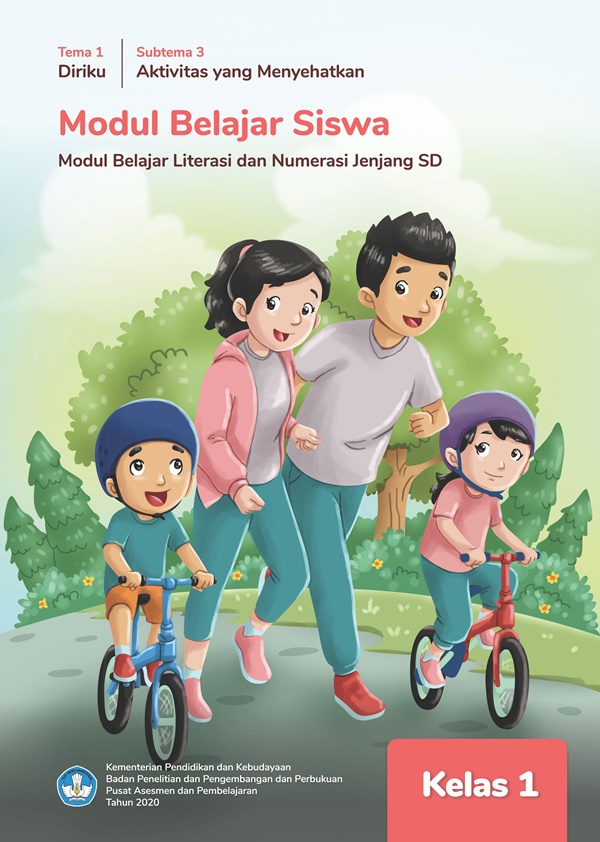 Tema 1
Diriku
Subtema 3
Aktivitas yang Menyehatkan
Modul Belajar Siswa
Modul Belajar Literasi dan Numerasi Jenjang SD
Kementerian Pendidikan dan Kebudayaan
Badan Penelitian dan Pengembangan dan Perbukuan
Pusat Asesmen dan Pembelajaran
Tahun 2020
Kelas 1